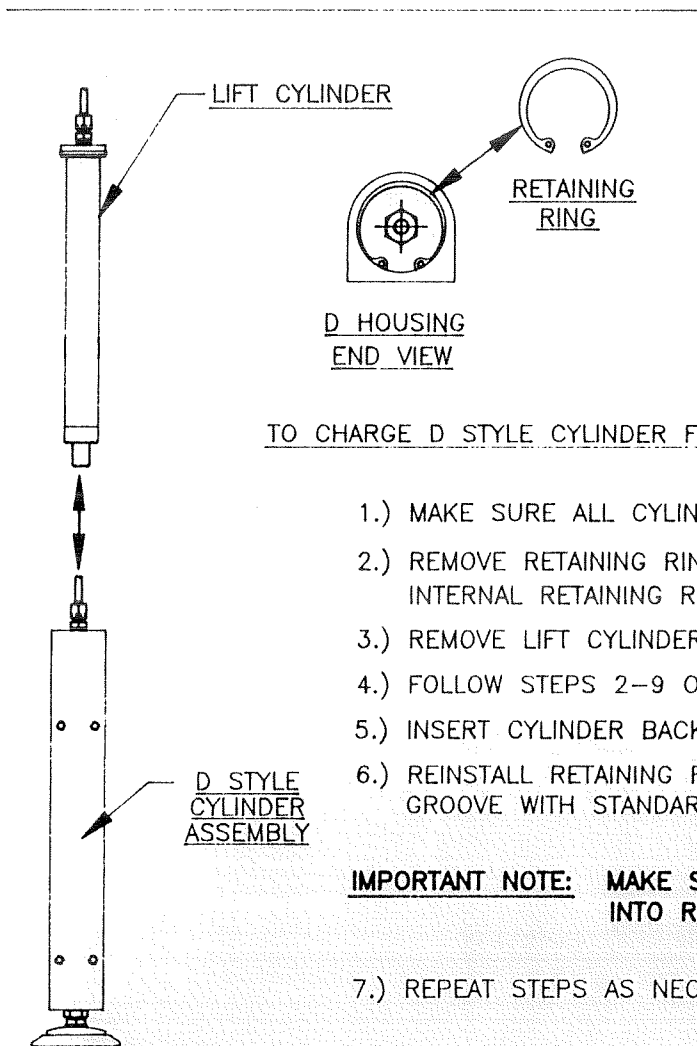 LIFT CYLINDER
RETAINING
RING
D HOUSING
END VIEW
TO CHARGE D STYLE CYLINDER F
1.) MAKE SURE ALL CYLIN
2.) REMOVE RETAINING RIN
INTERNAL RETAINING R
3.) REMOVE LIFT CYLINDER
4.) FOLLOW STEPS 2-9 O
5.) INSERT CYLINDER BACK
6.) REINSTALL RETAINING R
GROOVE WITH STANDAR
D STYLE
CYLINDER
ASSEMBLY
IMPORTANT NOTE: MAKE S
INTO R
7.) REPEAT STEPS AS NEC